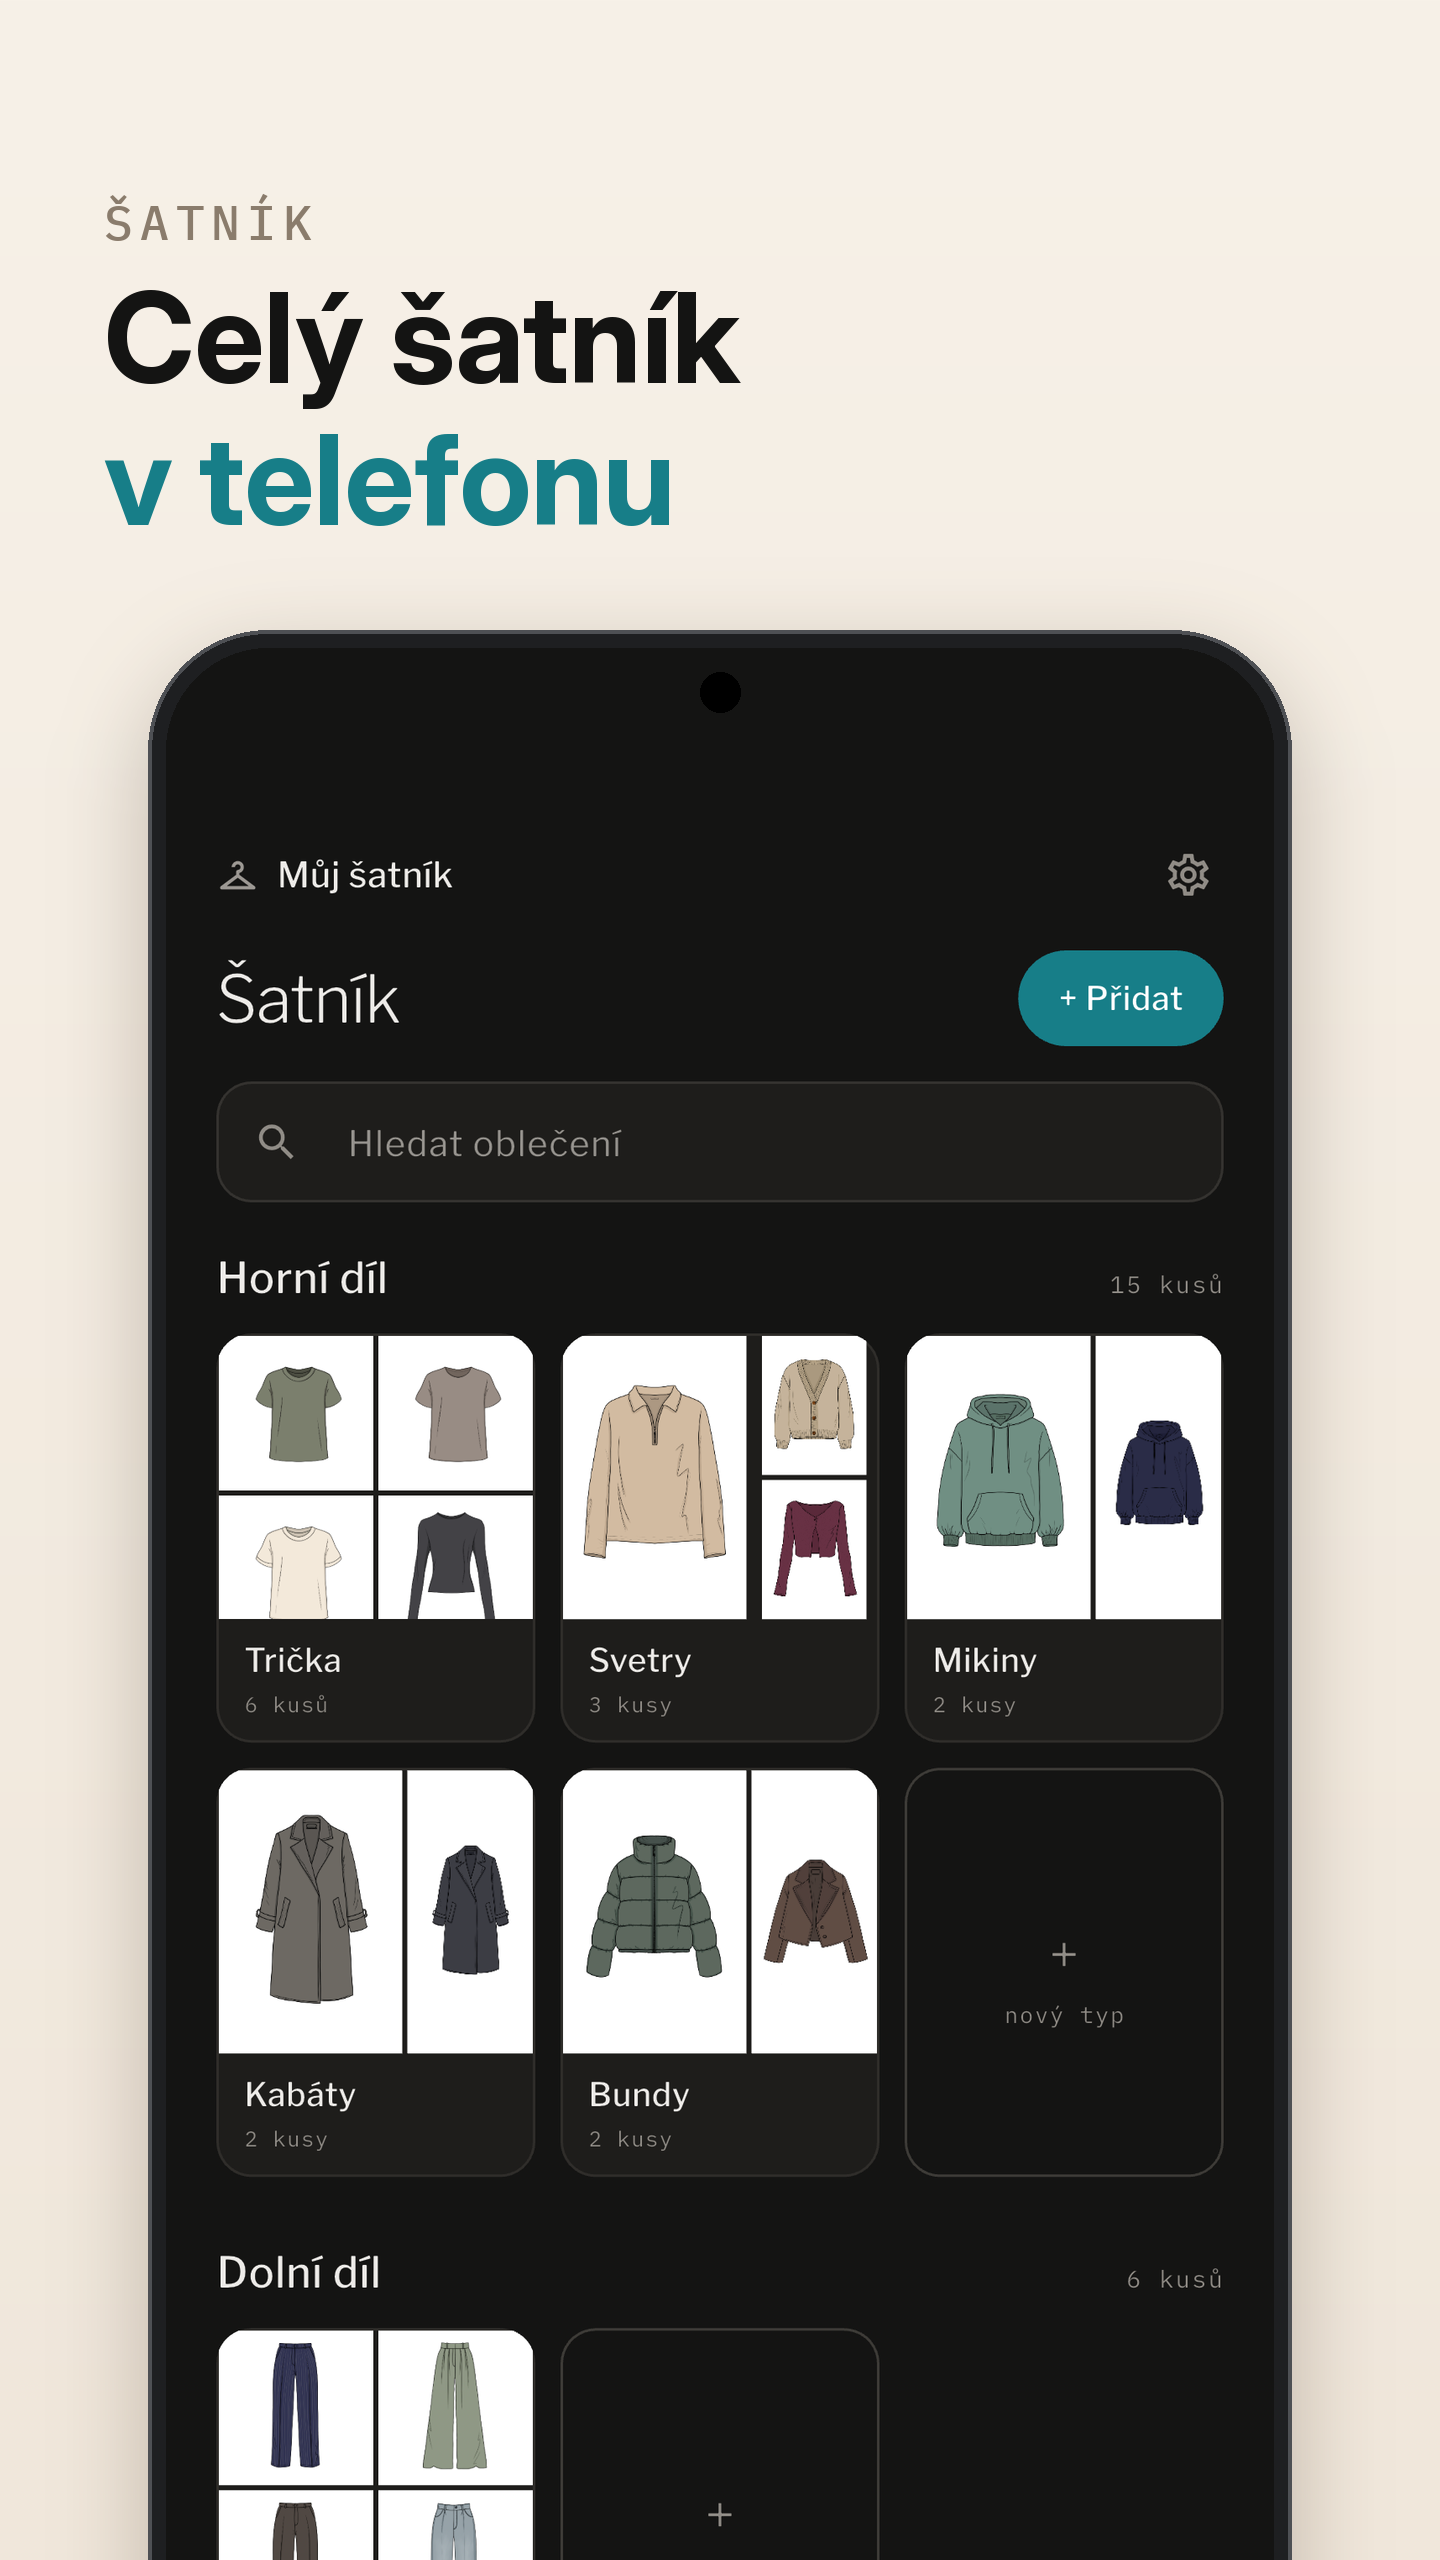 ŠATNÍK
Celý šatník
v telefonu
Můj šatník
Šatník
+ Přidat
Hledat oblečení
Horní díl
15 kusů
Trička
6 kusů
Svetry
3 kusy
Mikiny
2 kusy
Kabáty
2 kusy
Bundy
2 kusy
+
nový typ
Dolní díl
6 kusů
+